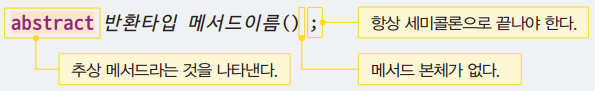 abstract 반환타입 메서드이름() ;
항상 세미콜론으로 끝나야 한다.
추상 메서드라는 것을 나타낸다.
메서드 본체가 없다.